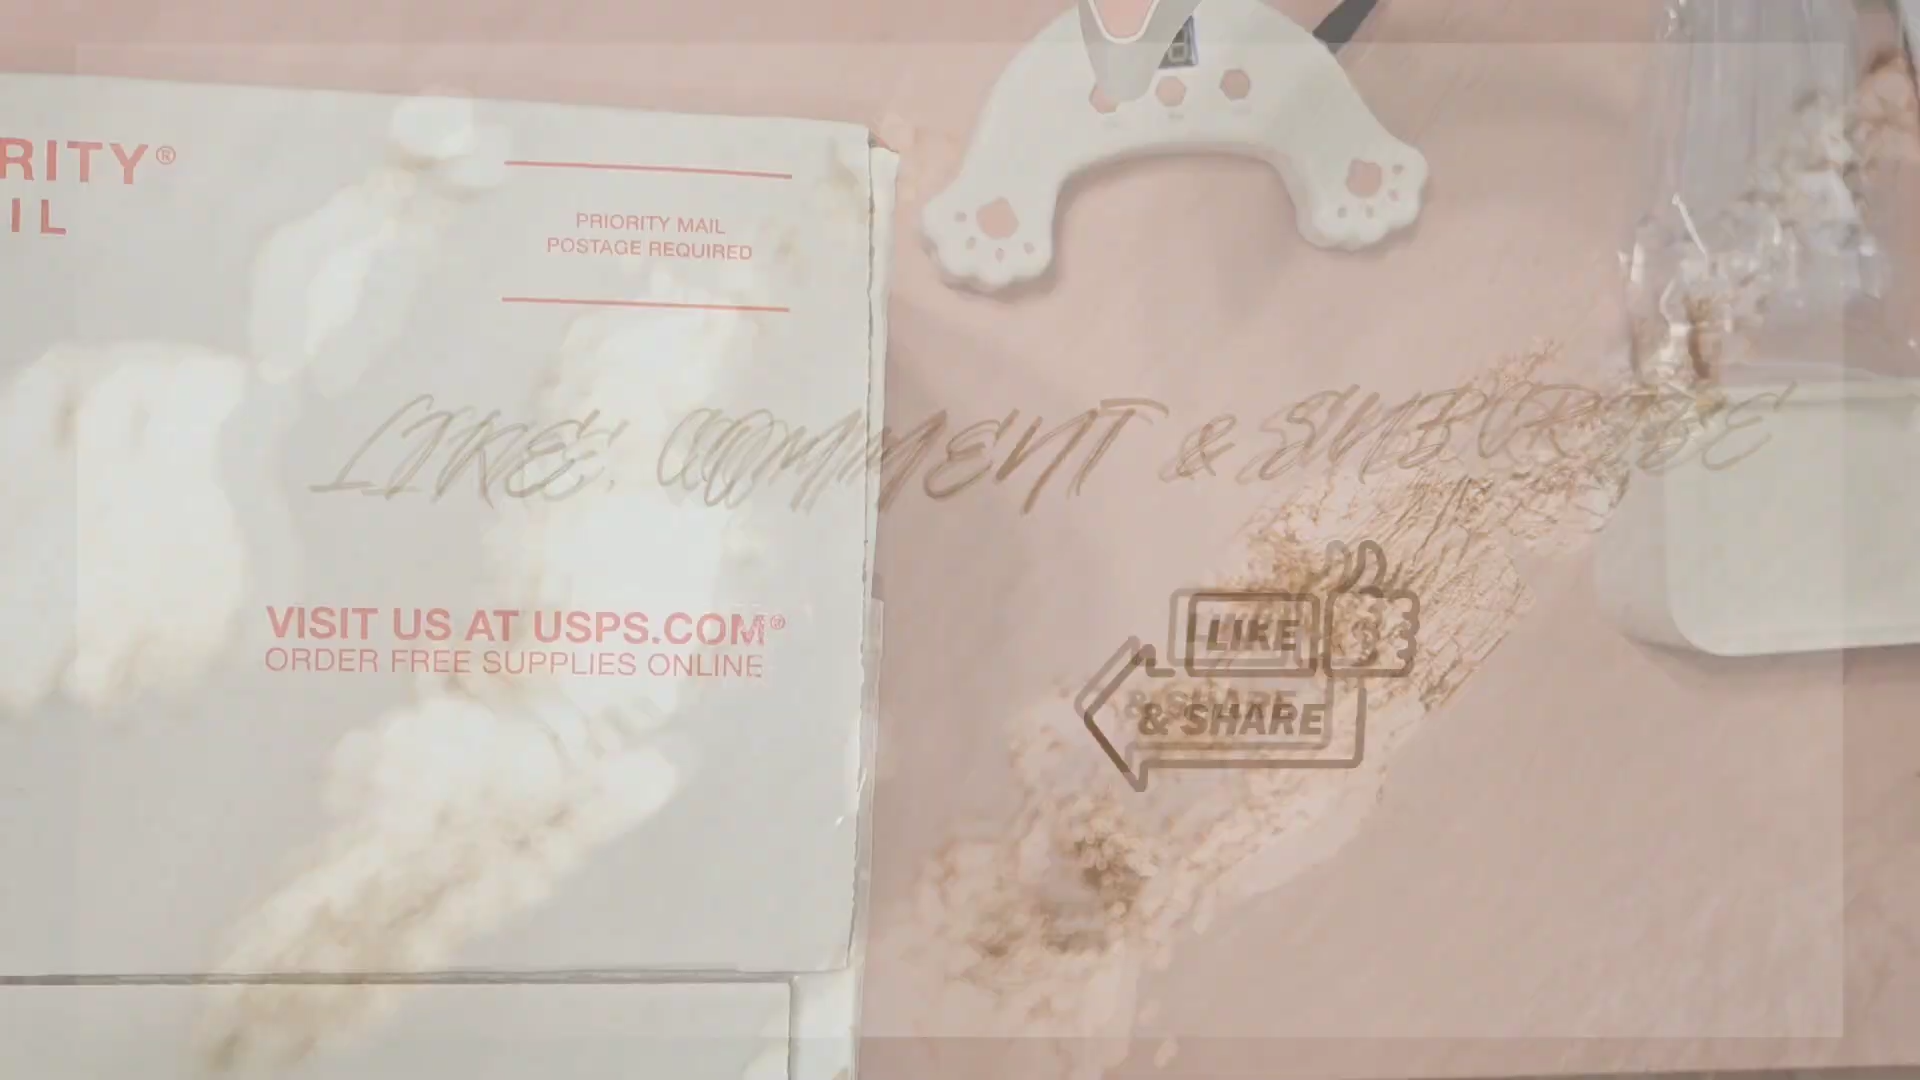 RITY®
IL
PRIORITY MAIL
POSTAGE REQUIRED
LIKE, COMMENT & SUBCRIBE
VISIT US AT USPS.COM®
ORDER FREE SUPPLIES ONLINE
LIKE
& SHARE